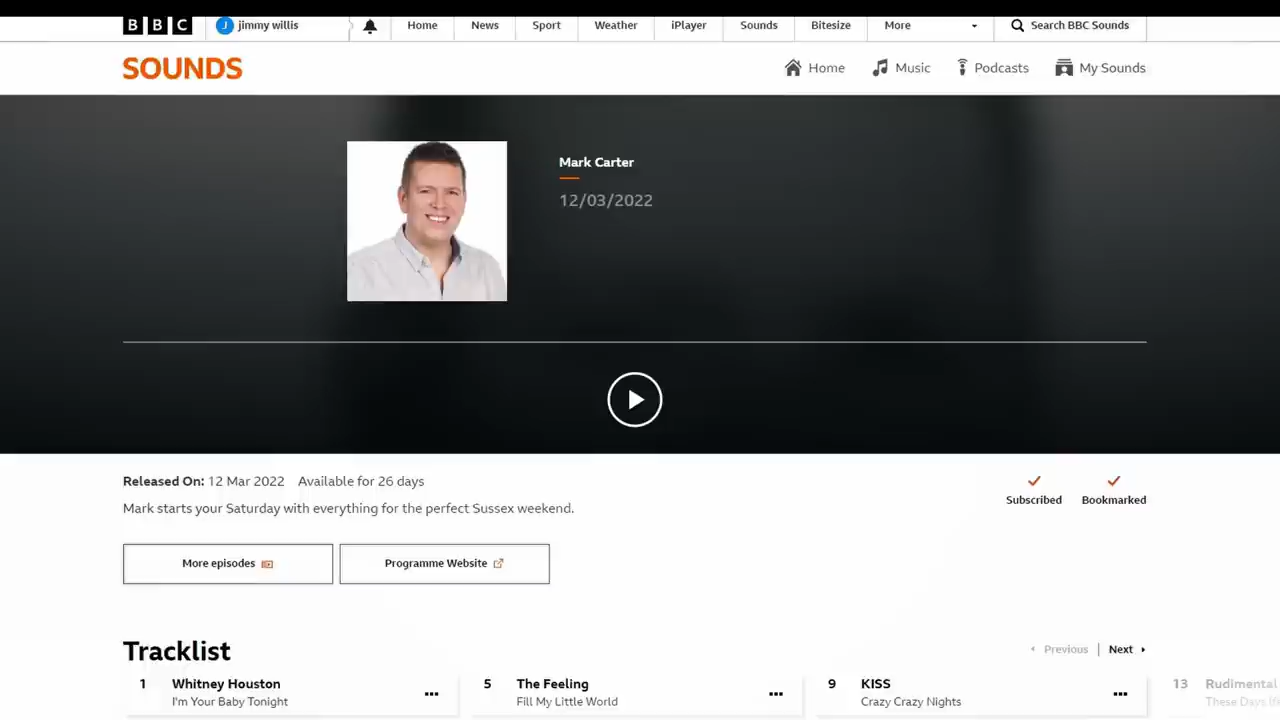 BBC jimmy willis Home News Sport Weather iPlayer Sounds Bitesize More Search BBC Sounds
SOUNDS Home Music Podcasts My Sounds
Mark Carter
12/03/2022
Released On: 12 Mar 2022 Available for 26 days
Subscribed Bookmarked
Mark starts your Saturday with everything for the perfect Sussex weekend.
More episodes Programme Website
Tracklist Previous | Next
1 Whitney Houston 5 The Feeling 9 KISS 13 Rudimental
I'm Your Baby Tonight Fill My Little World Crazy Crazy Nights These Days